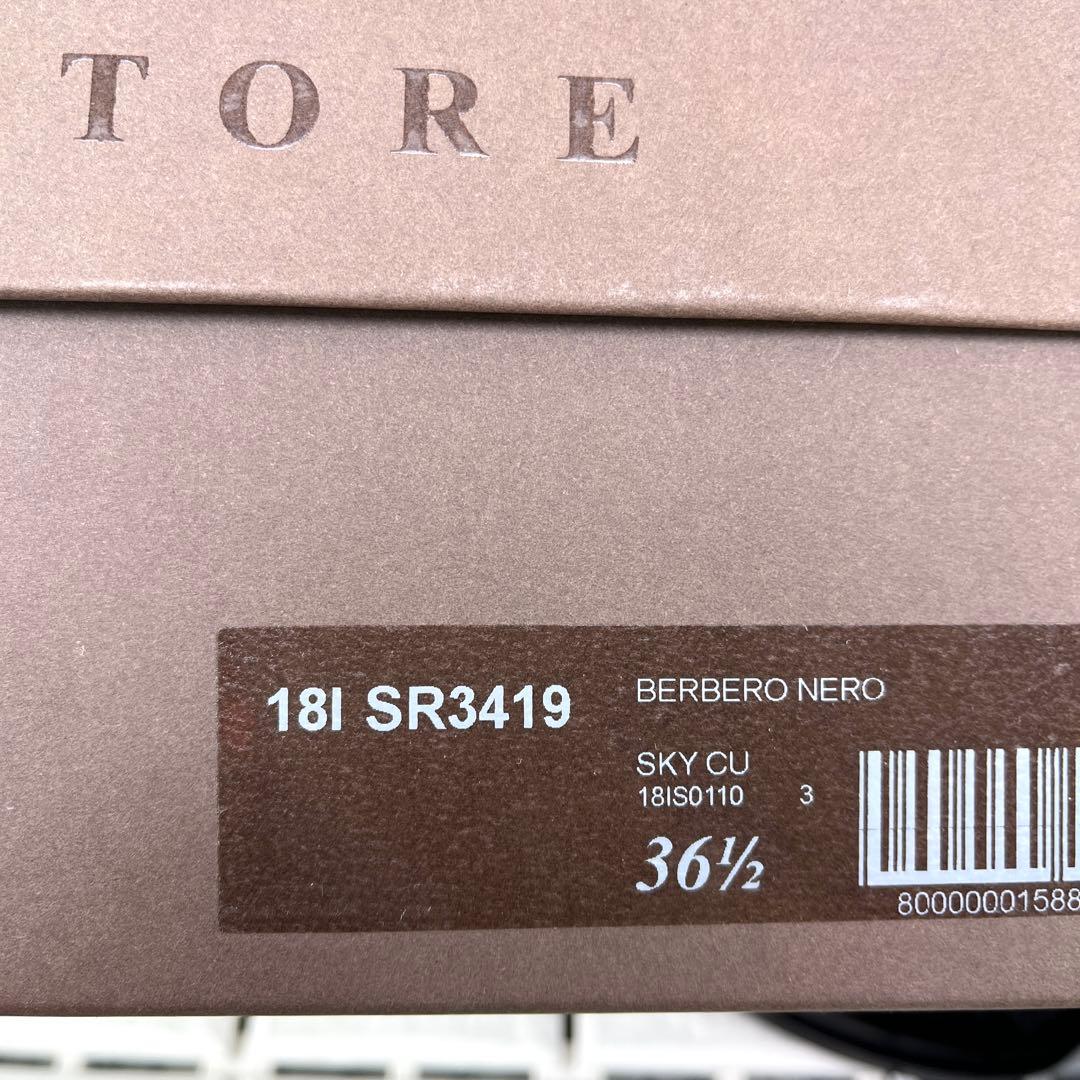 TORE
18I SR3419
BERBERO NERO
SKY CU
18IS0110 3
36½
80000001588